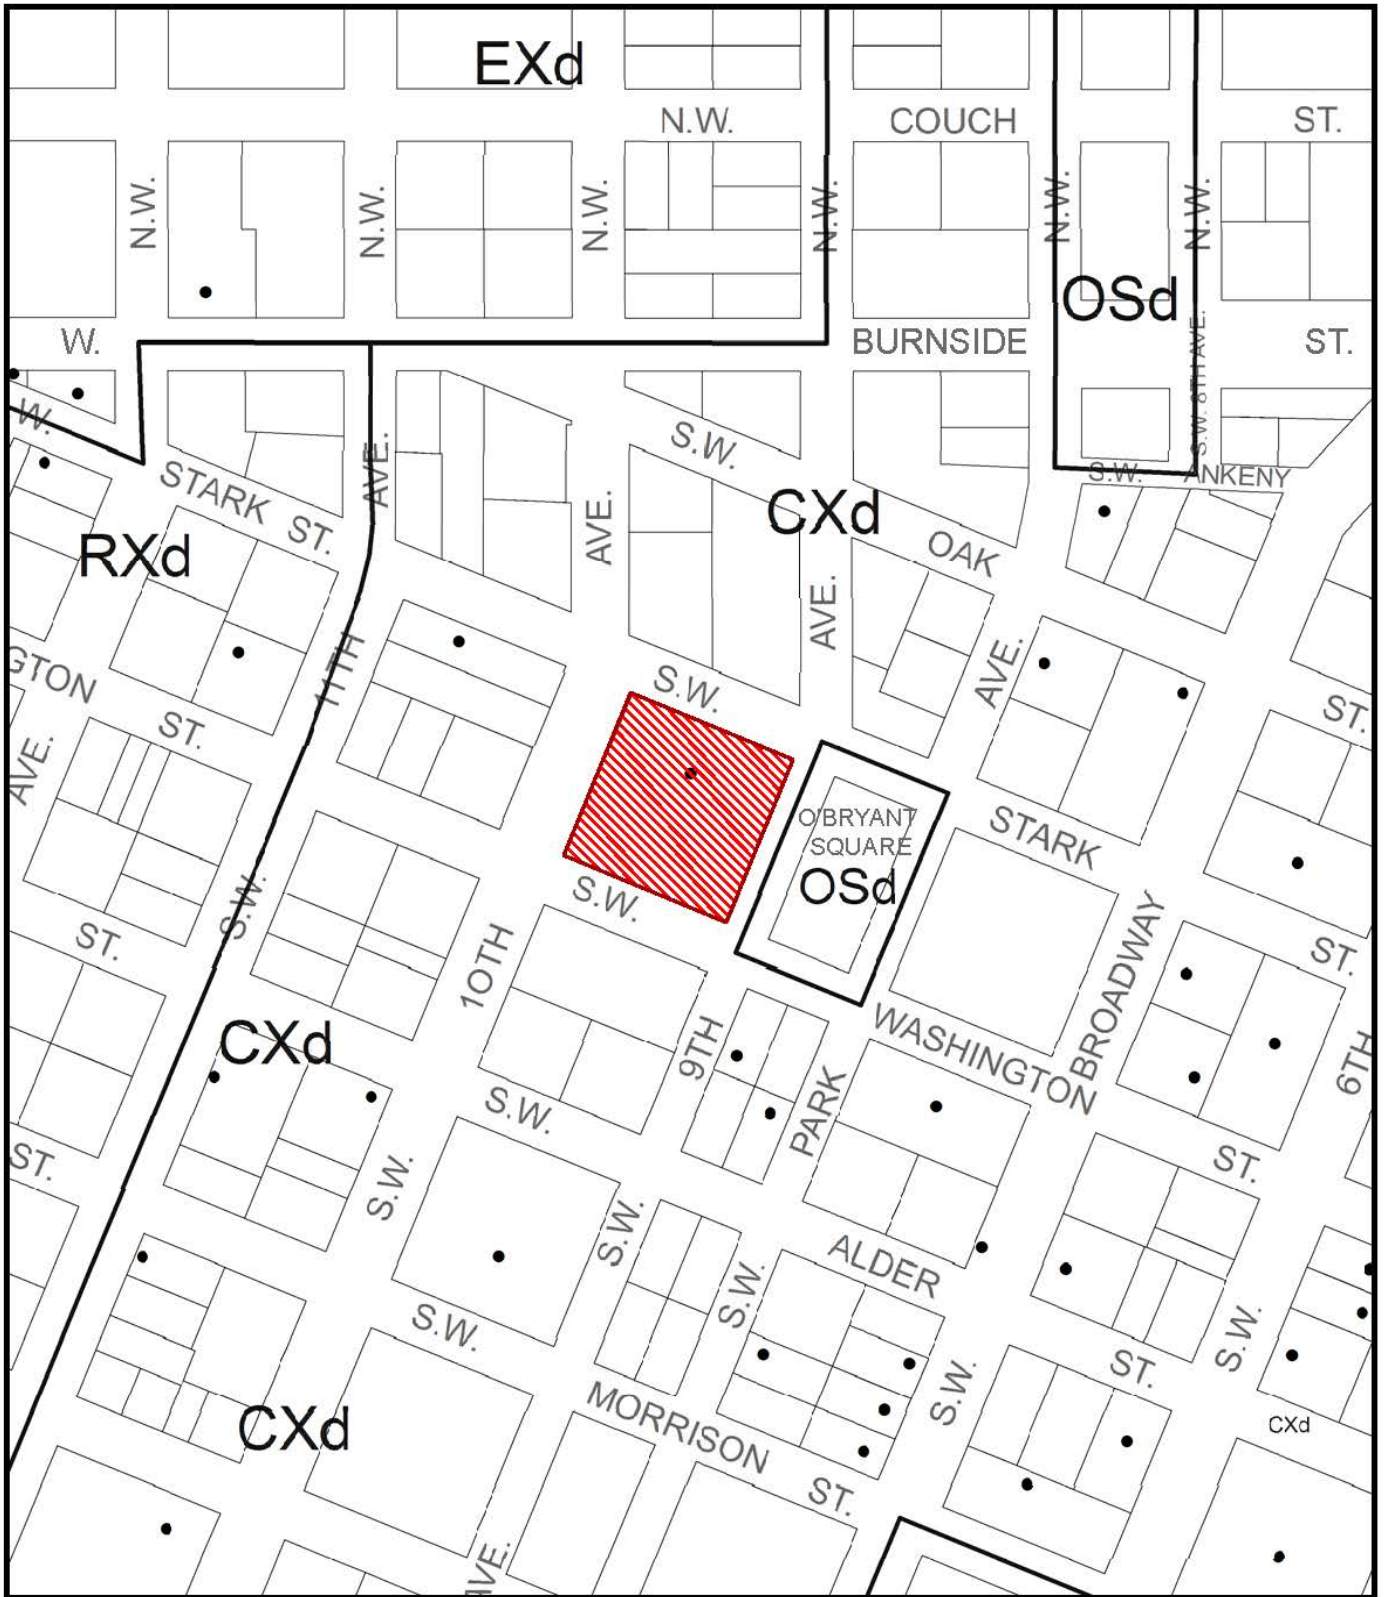 EXd
N.W. COUCH ST.
N.W.
N.W.
N.W.
N.W.
N.W.
N.W.
OSd
W. BURNSIDE ST.
S.W. 8TH AVE.
W.
STARK ST.
AVE.
S.W.
S.W. ANKENY
CXd
AVE.
OAK
RXd
AVE.
11TH
AVE.
GTON
ST.
S.W.
ST.
AVE.
O'BRYANT
SQUARE
OSd
STARK
S.W.
S.W.
ST.
10TH
BROADWAY
ST.
CXd
9TH
WASHINGTON
6TH
PARK
S.W.
ST.
ST.
S.W.
S.W.
ALDER
S.W.
S.W.
S.W.
ST.
S.W.
MORRISON
CXd
CXd
ST.
AVE.